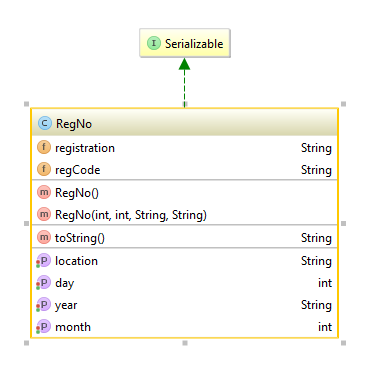 I Serializable
C RegNo
f registration String
f regCode String
m RegNo()
m RegNo(int, int, String, String)
m toString() String
P location String
P day int
P year String
P month int